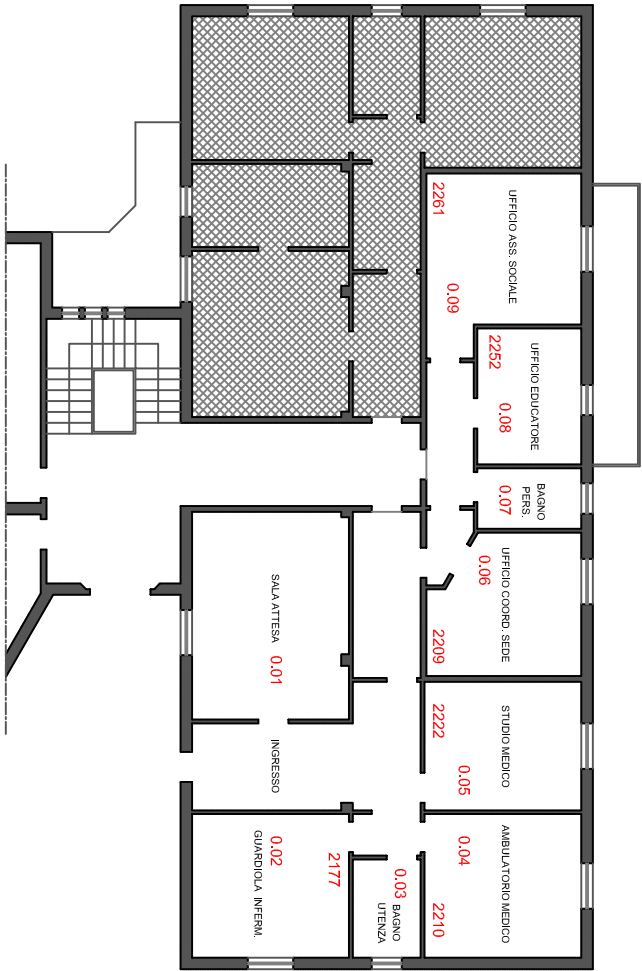 2261
UFFICIO ASS. SOCIALE
0.09
2252
UFFICIO EDUCATORE
0.08
BAGNO
PERS.
0.07
UFFICIO COORD. SEDE
0.06
2209
SALA ATTESA
0.01
2222
STUDIO MEDICO
0.05
INGRESSO
AMBULATORIO MEDICO
0.04
2210
GUARDIOLA INFERM.
0.02
2177
0.03
BAGNO
UTENZA